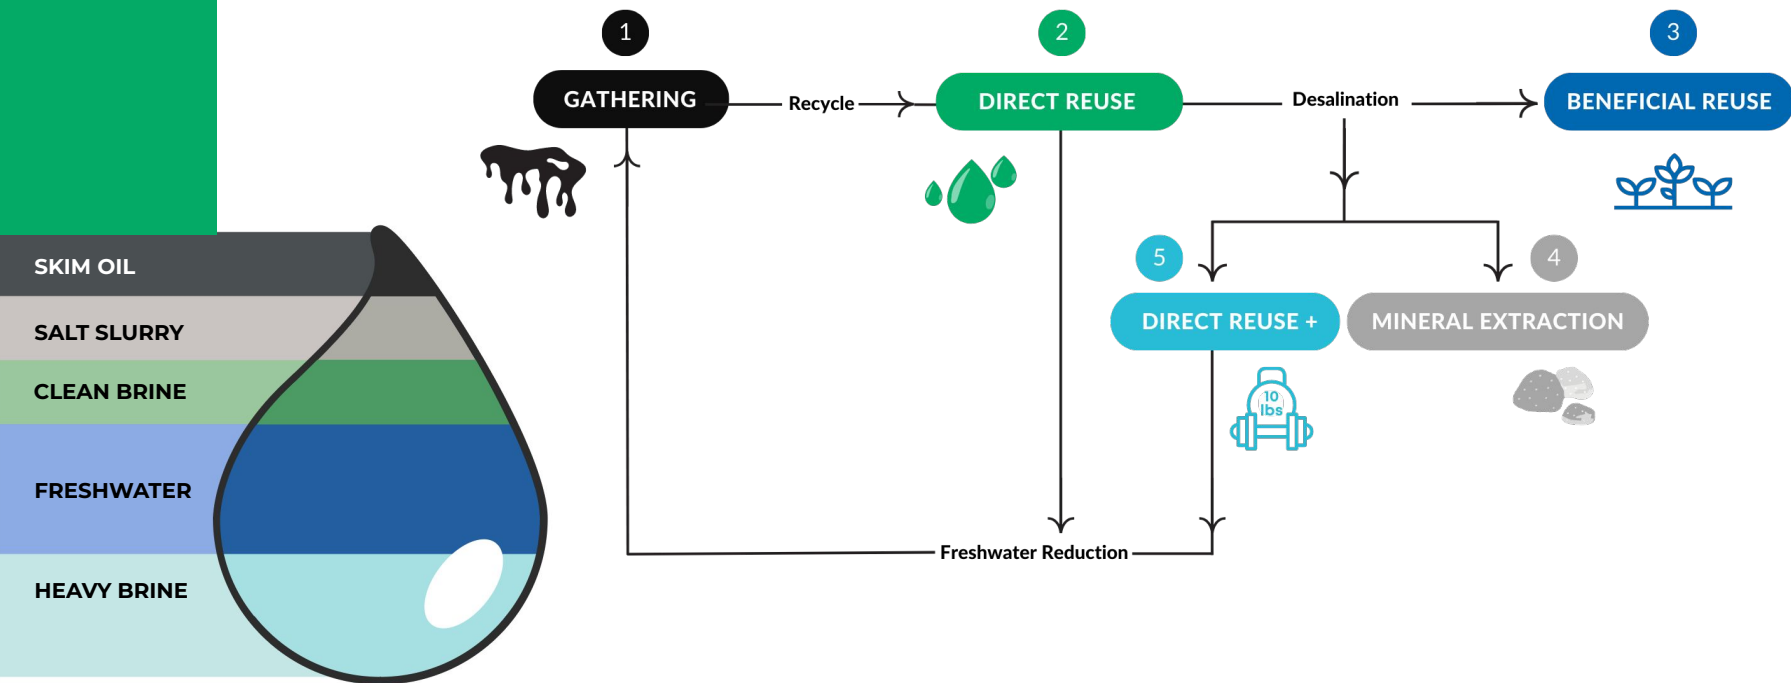 1
2
3
GATHERING
Recycle
DIRECT REUSE
Desalination
BENEFICIAL REUSE
5
4
DIRECT REUSE +
MINERAL EXTRACTION
10
lbs
Freshwater Reduction
SKIM OIL
SALT SLURRY
CLEAN BRINE
FRESHWATER
HEAVY BRINE